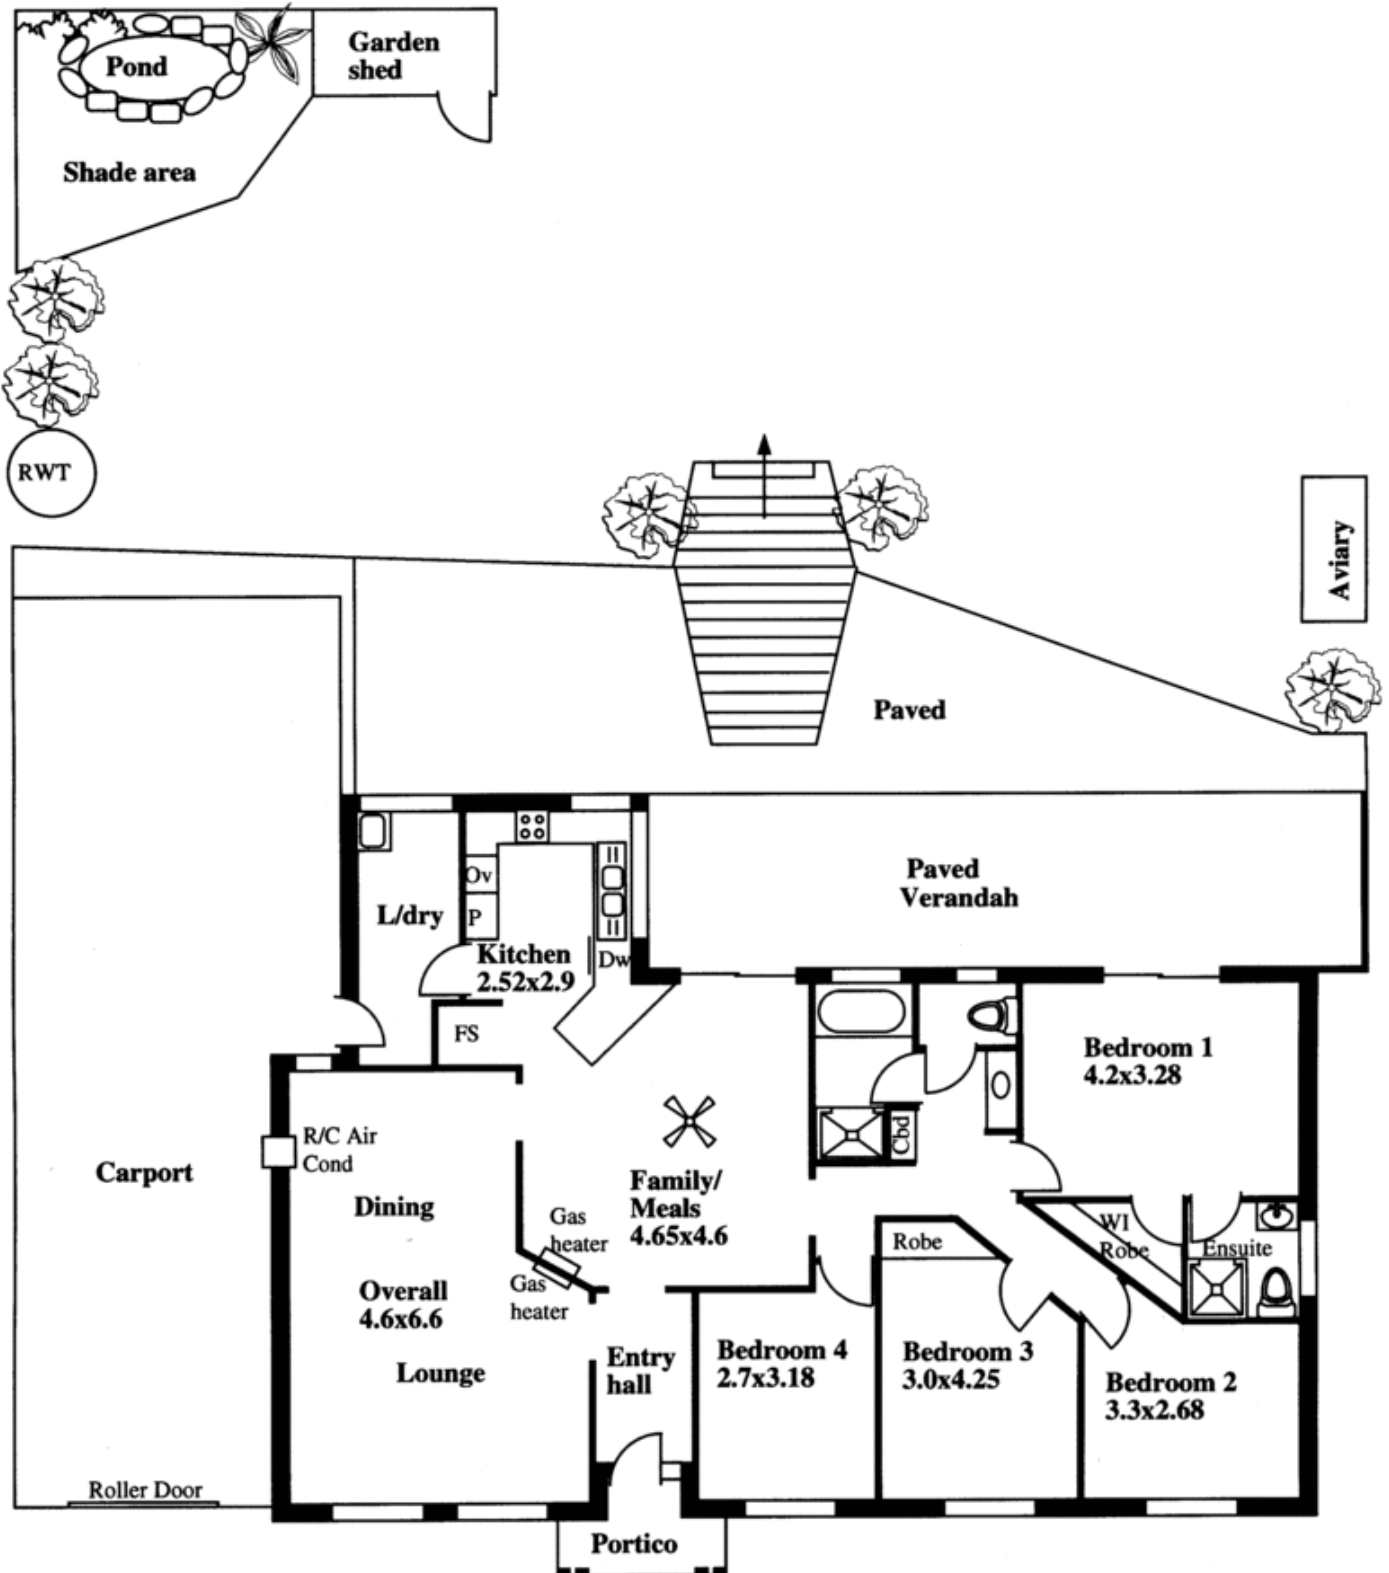 Pond
Garden
shed
Shade area
RWT
Aviary
Paved
Paved
Verandah
Ov
P
L/dry
Kitchen
2.52x2.9
Dw
FS
Bedroom 1
4.2x3.28
Cbd
R/C Air
Cond
Carport
Dining
Family/
Meals
4.65x4.6
Gas
heater
Gas
heater
Robe
WI
Robe
Ensuite
Overall
4.6x6.6
Lounge
Entry
hall
Bedroom 4
2.7x3.18
Bedroom 3
3.0x4.25
Bedroom 2
3.3x2.68
Roller Door
Portico